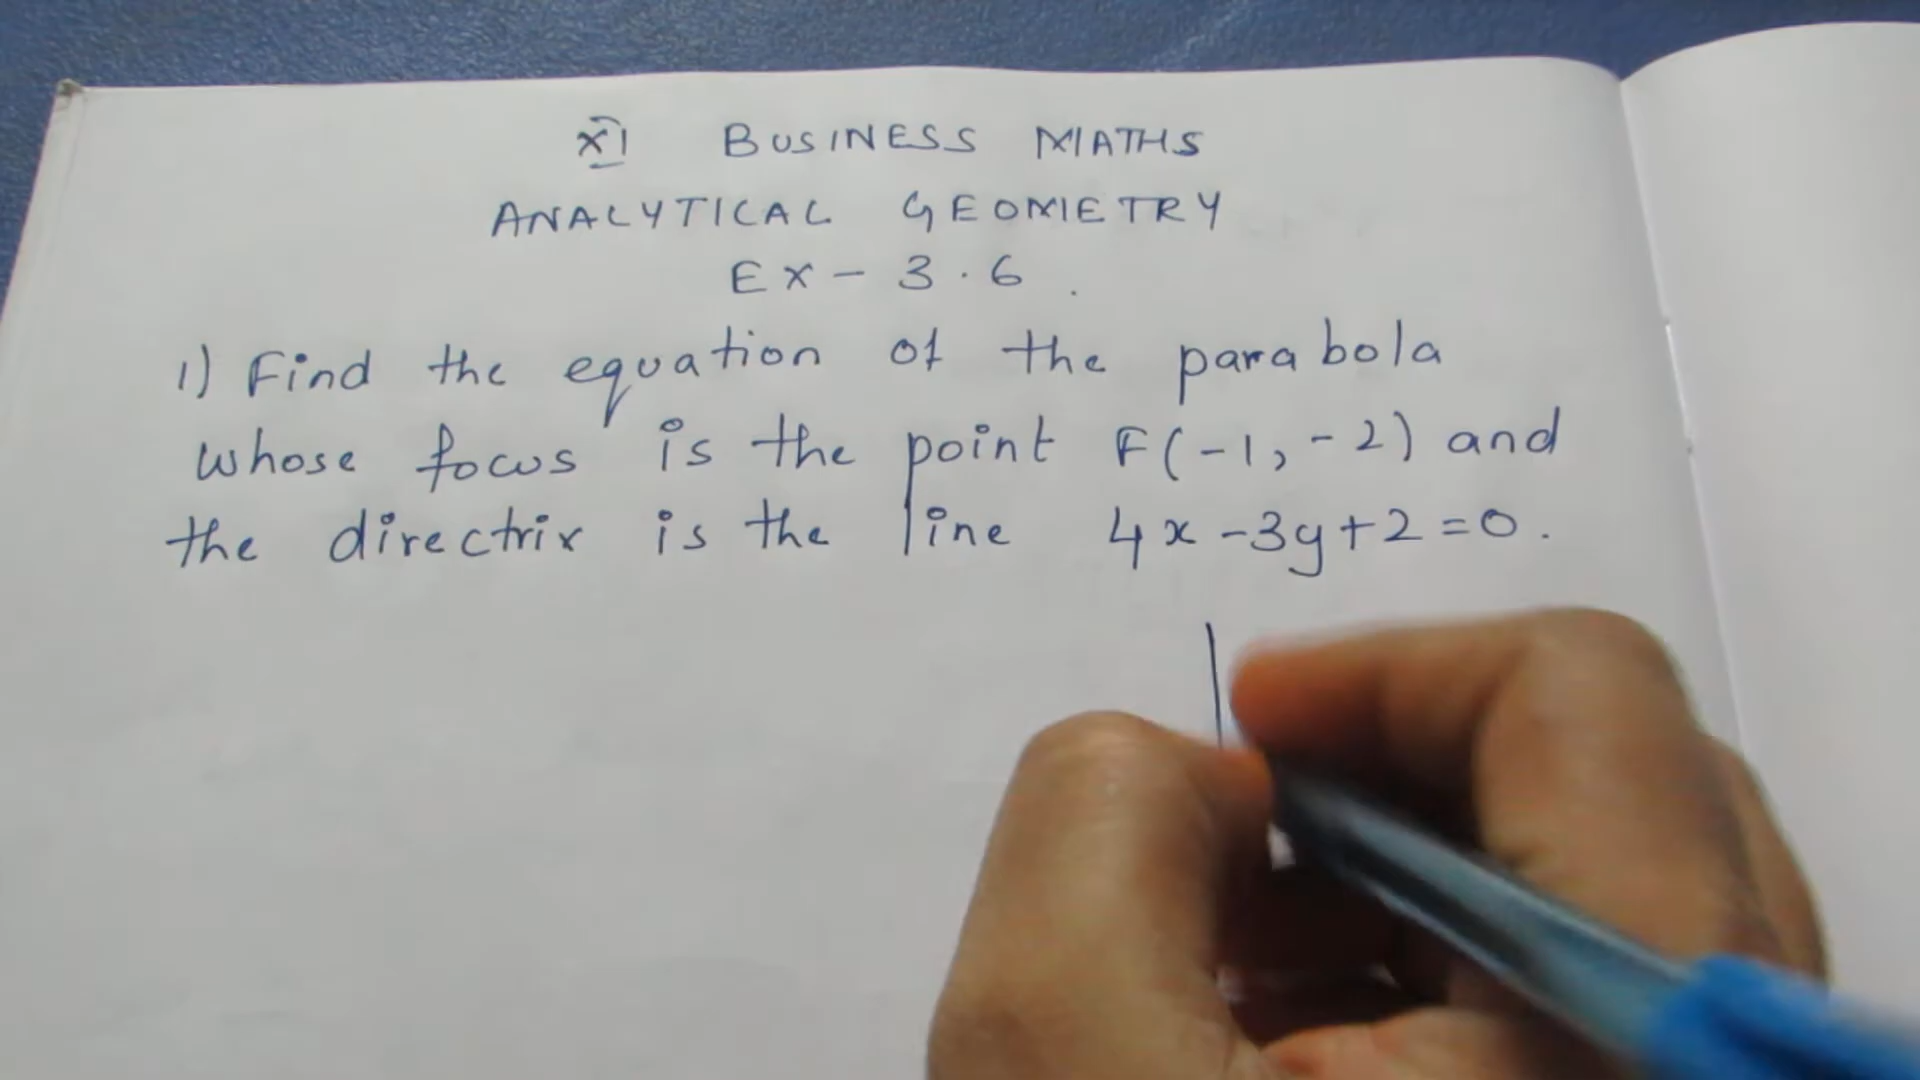 XI BUSINESS MATHS
ANALYTICAL GEOMETRY
EX - 3.6.
1) Find the equation of the parabola
whose focus is the point F(-1, -2) and
the directrix is the line 4x-3y+2=0.